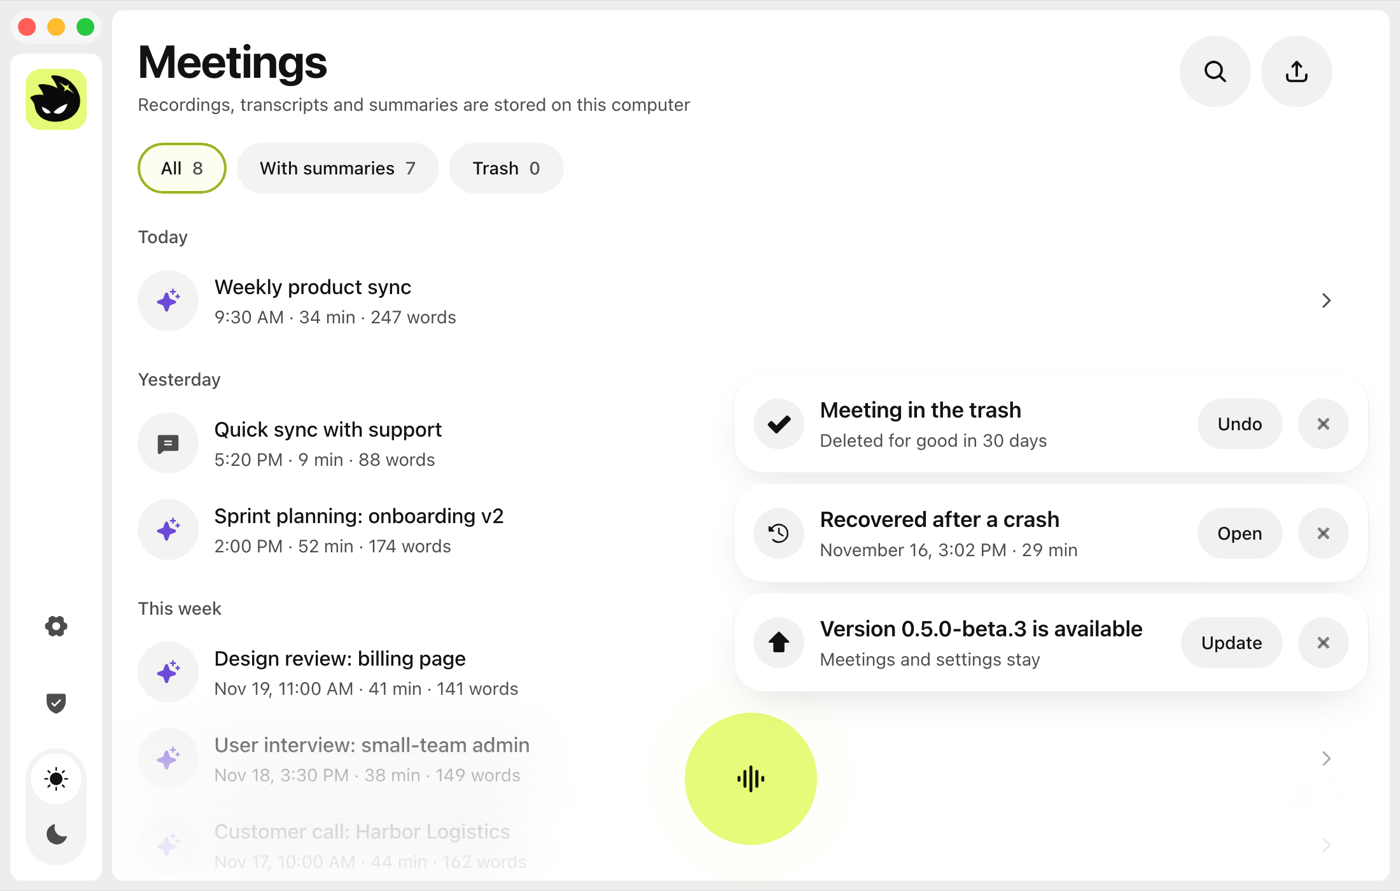 Meetings
Recordings, transcripts and summaries are stored on this computer
All 8
With summaries 7
Trash 0
Today
Weekly product sync
9:30 AM · 34 min · 247 words
Yesterday
Quick sync with support
5:20 PM · 9 min · 88 words
Sprint planning: onboarding v2
2:00 PM · 52 min · 174 words
This week
Design review: billing page
Nov 19, 11:00 AM · 41 min · 141 words
User interview: small-team admin
Nov 18, 3:30 PM · 38 min · 149 words
Customer call: Harbor Logistics
Nov 17, 10:00 AM · 44 min · 162 words
Meeting in the trash
Deleted for good in 30 days
Undo
Recovered after a crash
November 16, 3:02 PM · 29 min
Open
Version 0.5.0-beta.3 is available
Meetings and settings stay
Update